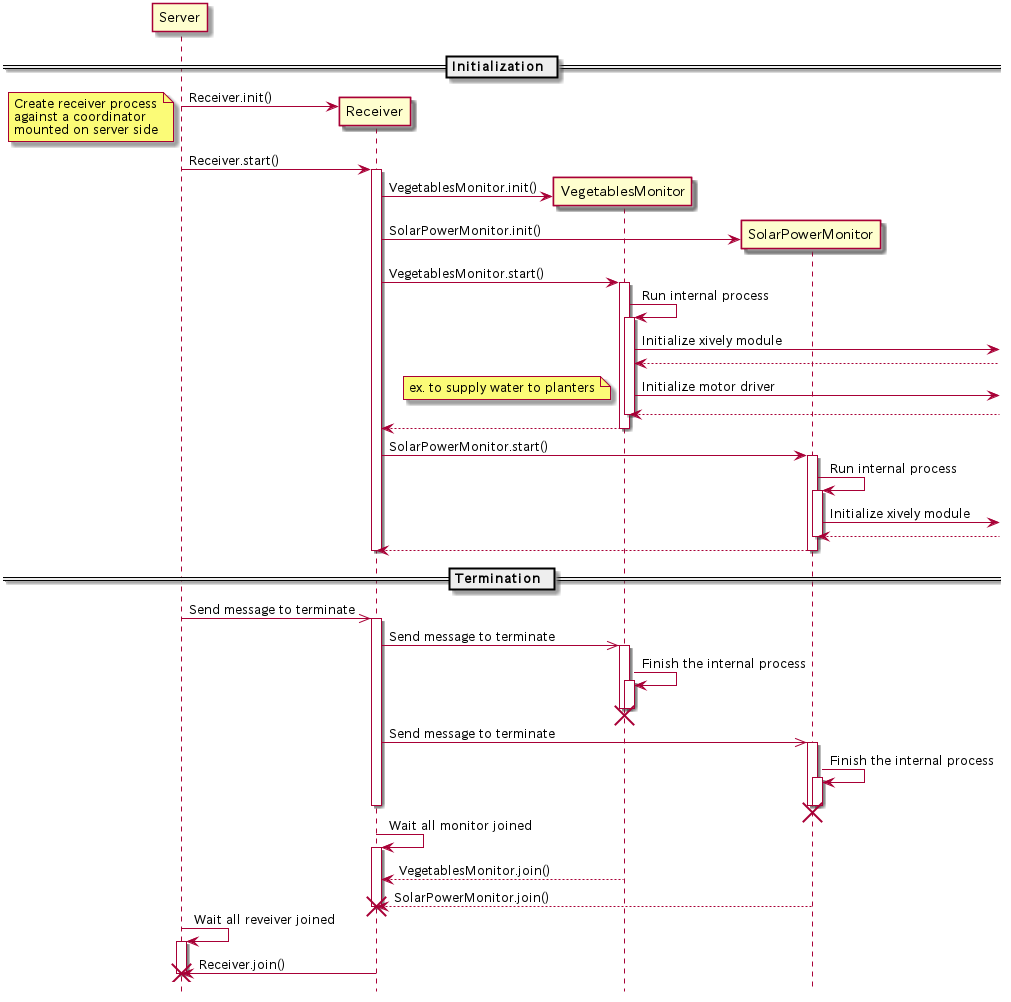 Server
Initialization
Create receiver process
against a coordinator
mounted on server side
Receiver.init()
Receiver
Receiver.start()
VegetablesMonitor.init()
VegetablesMonitor
SolarPowerMonitor.init()
SolarPowerMonitor
VegetablesMonitor.start()
Run internal process
Initialize xively module
ex. to supply water to planters
Initialize motor driver
SolarPowerMonitor.start()
Run internal process
Initialize xively module
Termination
Send message to terminate
Send message to terminate
Finish the internal process
Send message to terminate
Finish the internal process
Wait all monitor joined
VegetablesMonitor.join()
SolarPowerMonitor.join()
Wait all reveiver joined
Receiver.join()